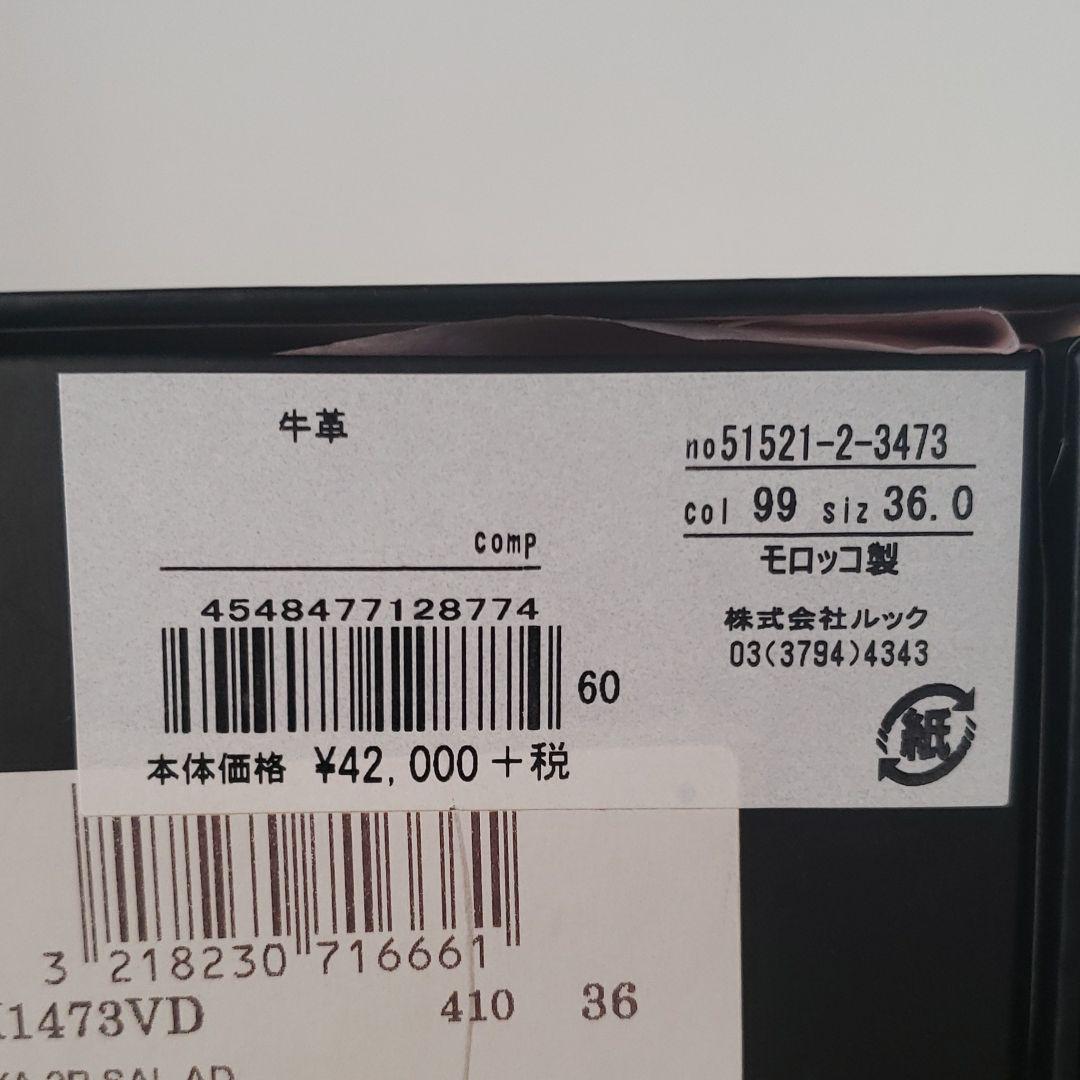 牛革
no51521-2-3473
col 99 siz 36.0
モロッコ製
comp
4548477128774
60
株式会社ルック
03(3794)4343
紙
本体価格 ¥42,000+税
3 218230 716661
1473VD 410 36